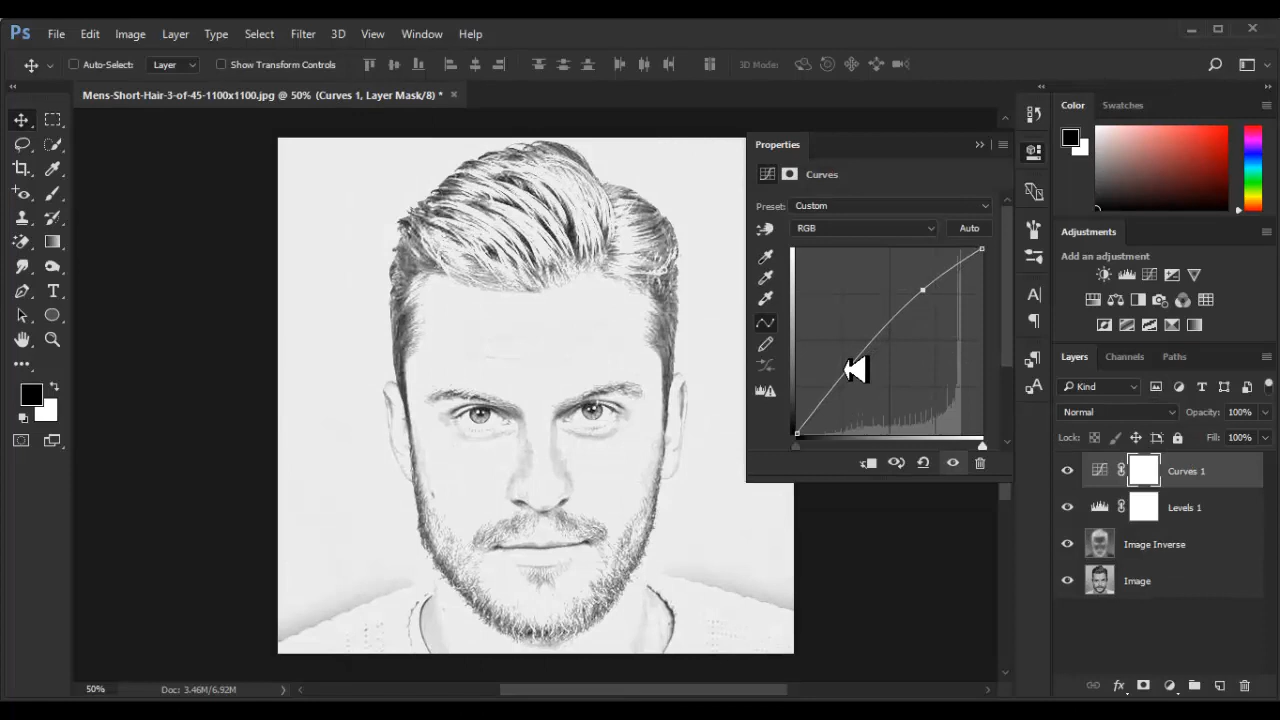 Ps File Edit Image Layer Type Select Filter 3D View Window Help
Auto-Select: Layer Show Transform Controls 3D Mode:
Mens-Short-Hair-3-of-45-1100x1100.jpg @ 50% (Curves 1, Layer Mask/8) *
Properties
Curves
Preset: Custom
RGB Auto
Color Swatches
Adjustments
Add an adjustment
Layers Channels Paths
Kind
Normal Opacity: 100%
Lock: Fill: 100%
Curves 1
Levels 1
Image Inverse
Image
50% Doc: 3.46M/6.92M